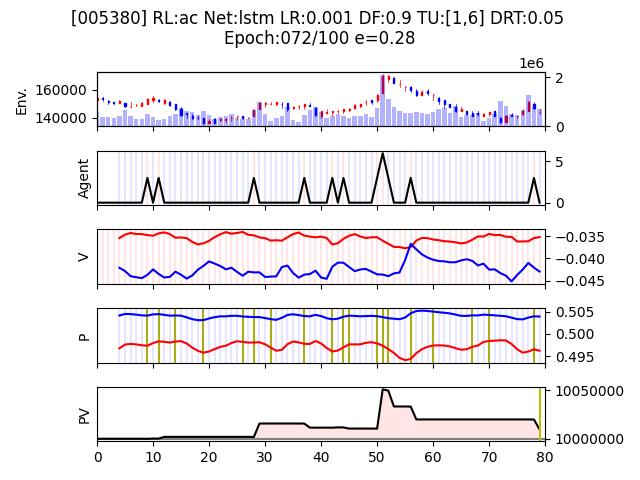 [005380] RL:ac Net:lstm LR:0.001 DF:0.9 TU:[1,6] DRT:0.05
Epoch:072/100 e=0.28
1e6
Env.
160000
140000
2
0
Agent
5
0
V
−0.035
−0.040
−0.045
P
0.505
0.500
0.495
PV
10050000
10000000
0 10 20 30 40 50 60 70 80